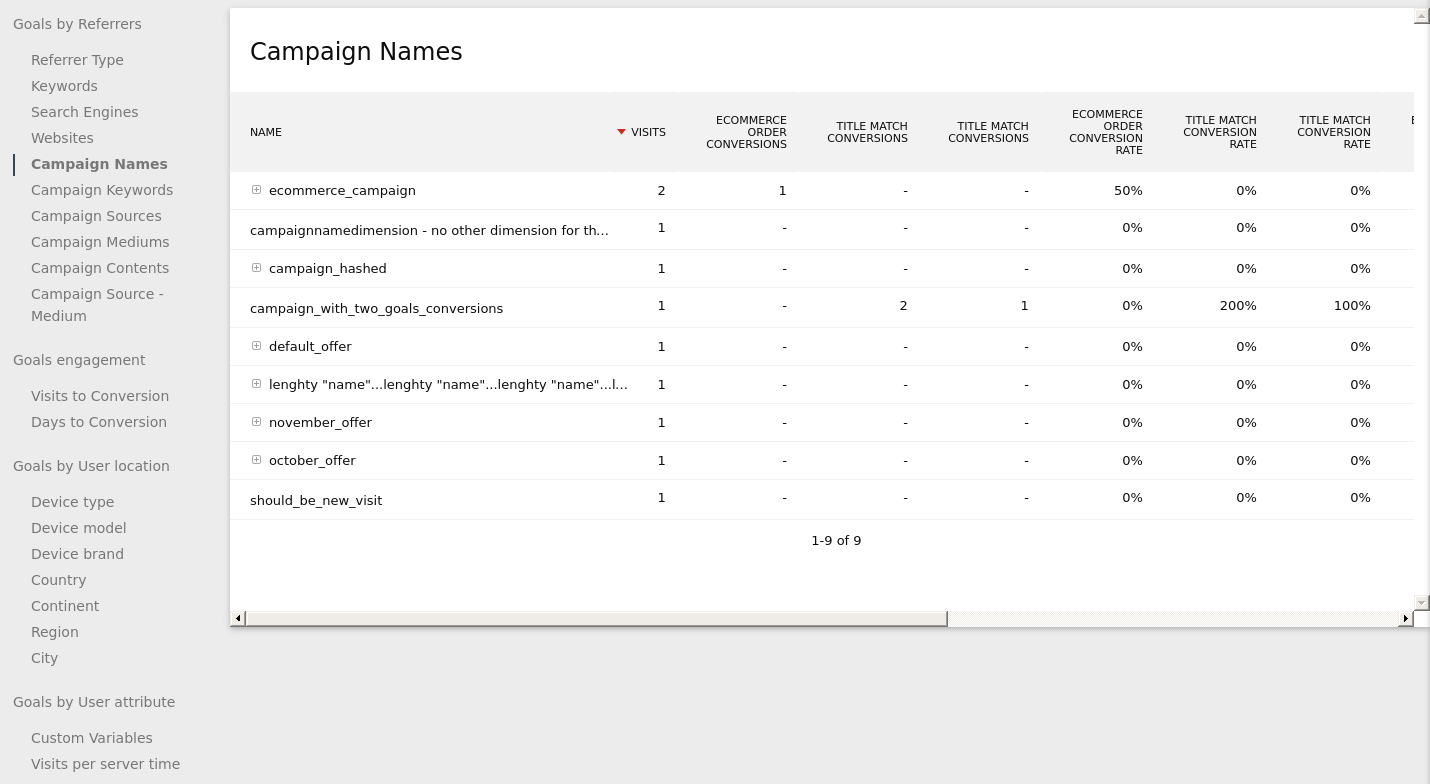 Goals by Referrers
Referrer Type
Keywords
Search Engines
Websites
Campaign Names
Campaign Keywords
Campaign Sources
Campaign Mediums
Campaign Contents
Campaign Source -
Medium
Goals engagement
Visits to Conversion
Days to Conversion
Goals by User location
Device type
Device model
Device brand
Country
Continent
Region
City
Goals by User attribute
Custom Variables
Visits per server time
Campaign Names
NAME VISITS ECOMMERCE ORDER CONVERSIONS TITLE MATCH CONVERSIONS TITLE MATCH CONVERSIONS ECOMMERCE ORDER CONVERSION RATE TITLE MATCH CONVERSION RATE TITLE MATCH CONVERSION RATE
ecommerce_campaign 2 1 - - 50% 0% 0%
campaignnamedimension - no other dimension for th... 1 - - - 0% 0% 0%
campaign_hashed 1 - - - 0% 0% 0%
campaign_with_two_goals_conversions 1 - 2 1 0% 200% 100%
default_offer 1 - - - 0% 0% 0%
lenghty "name"...lenghty "name"...lenghty "name"...l... 1 - - - 0% 0% 0%
november_offer 1 - - - 0% 0% 0%
october_offer 1 - - - 0% 0% 0%
should_be_new_visit 1 - - - 0% 0% 0%
1-9 of 9